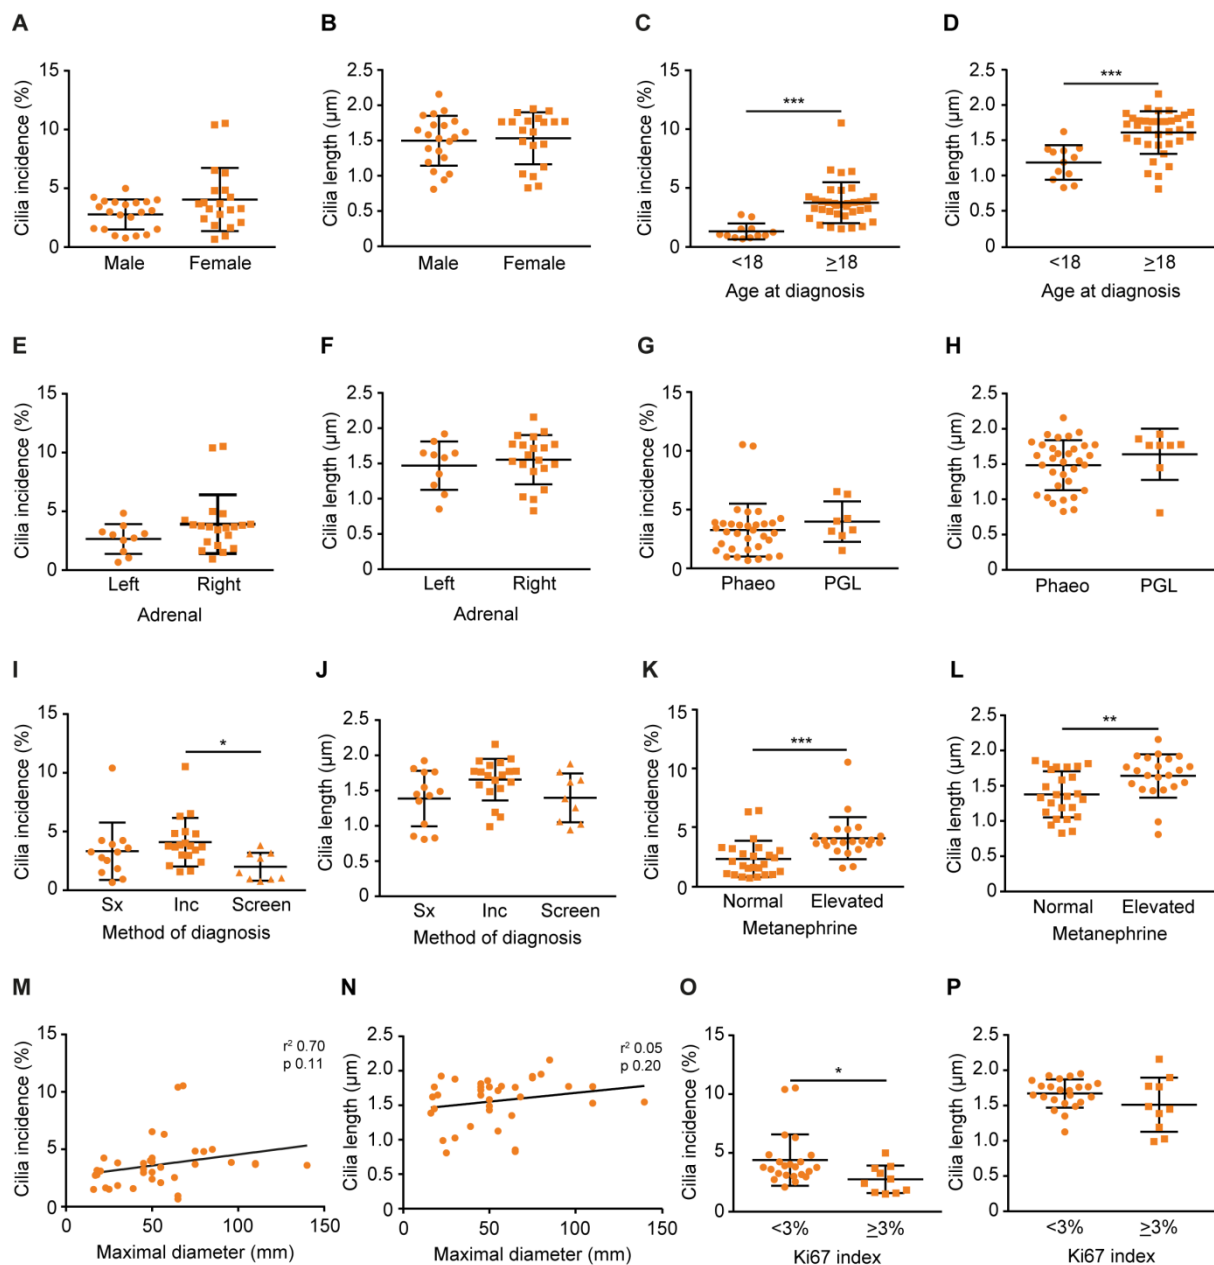 A
B
C
D
Cilia incidence (%)
15
10
5
0
Male Female
Cilia length (µm)
2.5
2.0
1.5
1.0
0.5
0
Male Female
Cilia incidence (%)
15
10
5
0
***
<18 ≥18
Age at diagnosis
Cilia length (µm)
2.5
2.0
1.5
1.0
0.5
0
***
<18 ≥18
Age at diagnosis
E
F
G
H
Cilia incidence (%)
15
10
5
0
Left Right
Adrenal
Cilia length (µm)
2.5
2.0
1.5
1.0
0.5
0
Left Right
Adrenal
Cilia incidence (%)
15
10
5
0
Phaeo PGL
Cilia length (µm)
2.5
2.0
1.5
1.0
0.5
0
Phaeo PGL
I
J
K
L
Cilia incidence (%)
15
10
5
0
*
Sx Inc Screen
Method of diagnosis
Cilia length (µm)
2.5
2.0
1.5
1.0
0.5
0
Sx Inc Screen
Method of diagnosis
Cilia incidence (%)
15
10
5
0
***
Normal Elevated
Metanephrine
Cilia length (µm)
2.5
2.0
1.5
1.0
0.5
0
**
Normal Elevated
Metanephrine
M
N
O
P
Cilia incidence (%)
15
10
5
0
r² 0.70
p 0.11
0 50 100 150
Maximal diameter (mm)
Cilia length (µm)
2.5
2.0
1.5
1.0
0.5
0.0
r² 0.05
p 0.20
0 50 100 150
Maximal diameter (mm)
Cilia incidence (%)
15
10
5
0
*
<3% ≥3%
Ki67 index
Cilia length (µm)
2.5
2.0
1.5
1.0
0.5
0
<3% ≥3%
Ki67 index